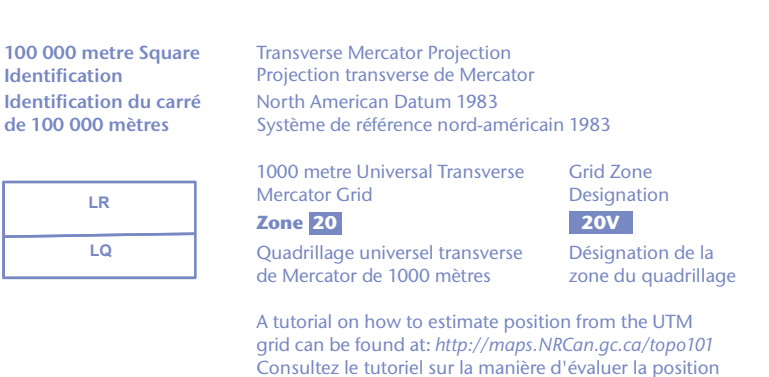 100 000 metre Square
Identification
Identification du carré
de 100 000 mètres
LR
LQ
Transverse Mercator Projection
Projection transverse de Mercator
North American Datum 1983
Système de référence nord-américain 1983
1000 metre Universal Transverse
Mercator Grid
Zone 20
Quadrillage universel transverse
de Mercator de 1000 mètres
Grid Zone
Designation
20V
Désignation de la
zone du quadrillage
A tutorial on how to estimate position from the UTM
grid can be found at: http://maps.NRCan.gc.ca/topo101
Consultez le tutoriel sur la manière d'évaluer la position